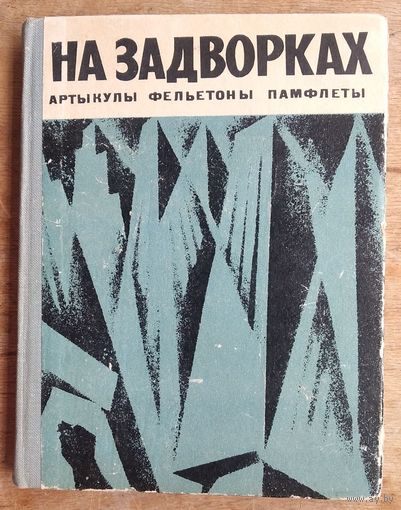 НА ЗАДВОРКАХ
АРТЫКУЛЫ ФЕЛЬЕТОНЫ ПАМФЛЕТЫ